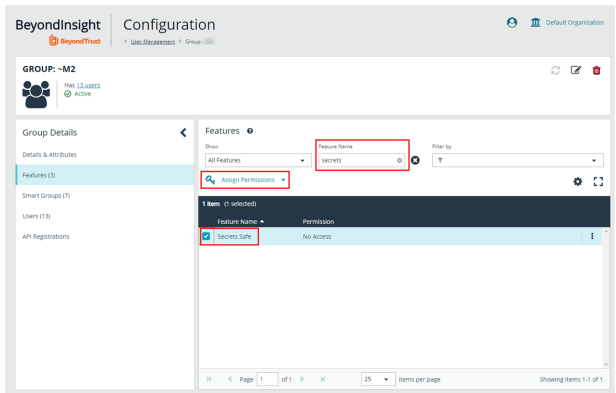 BeyondInsight
BeyondTrust
Configuration
User Management
Group:
Default Organization
GROUP: ~M2
Has 13 users
Active
Group Details
Details & Attributes
Features (3)
Smart Groups (7)
Users (13)
API Registrations
Features
Show
Feature Name
Filter by
All Features
secrets
Assign Permissions
1 item (1 selected)
Feature Name
Permission
Secrets Safe
No Access
Page 1 of 1
25 items per page
Showing items 1-1 of 1